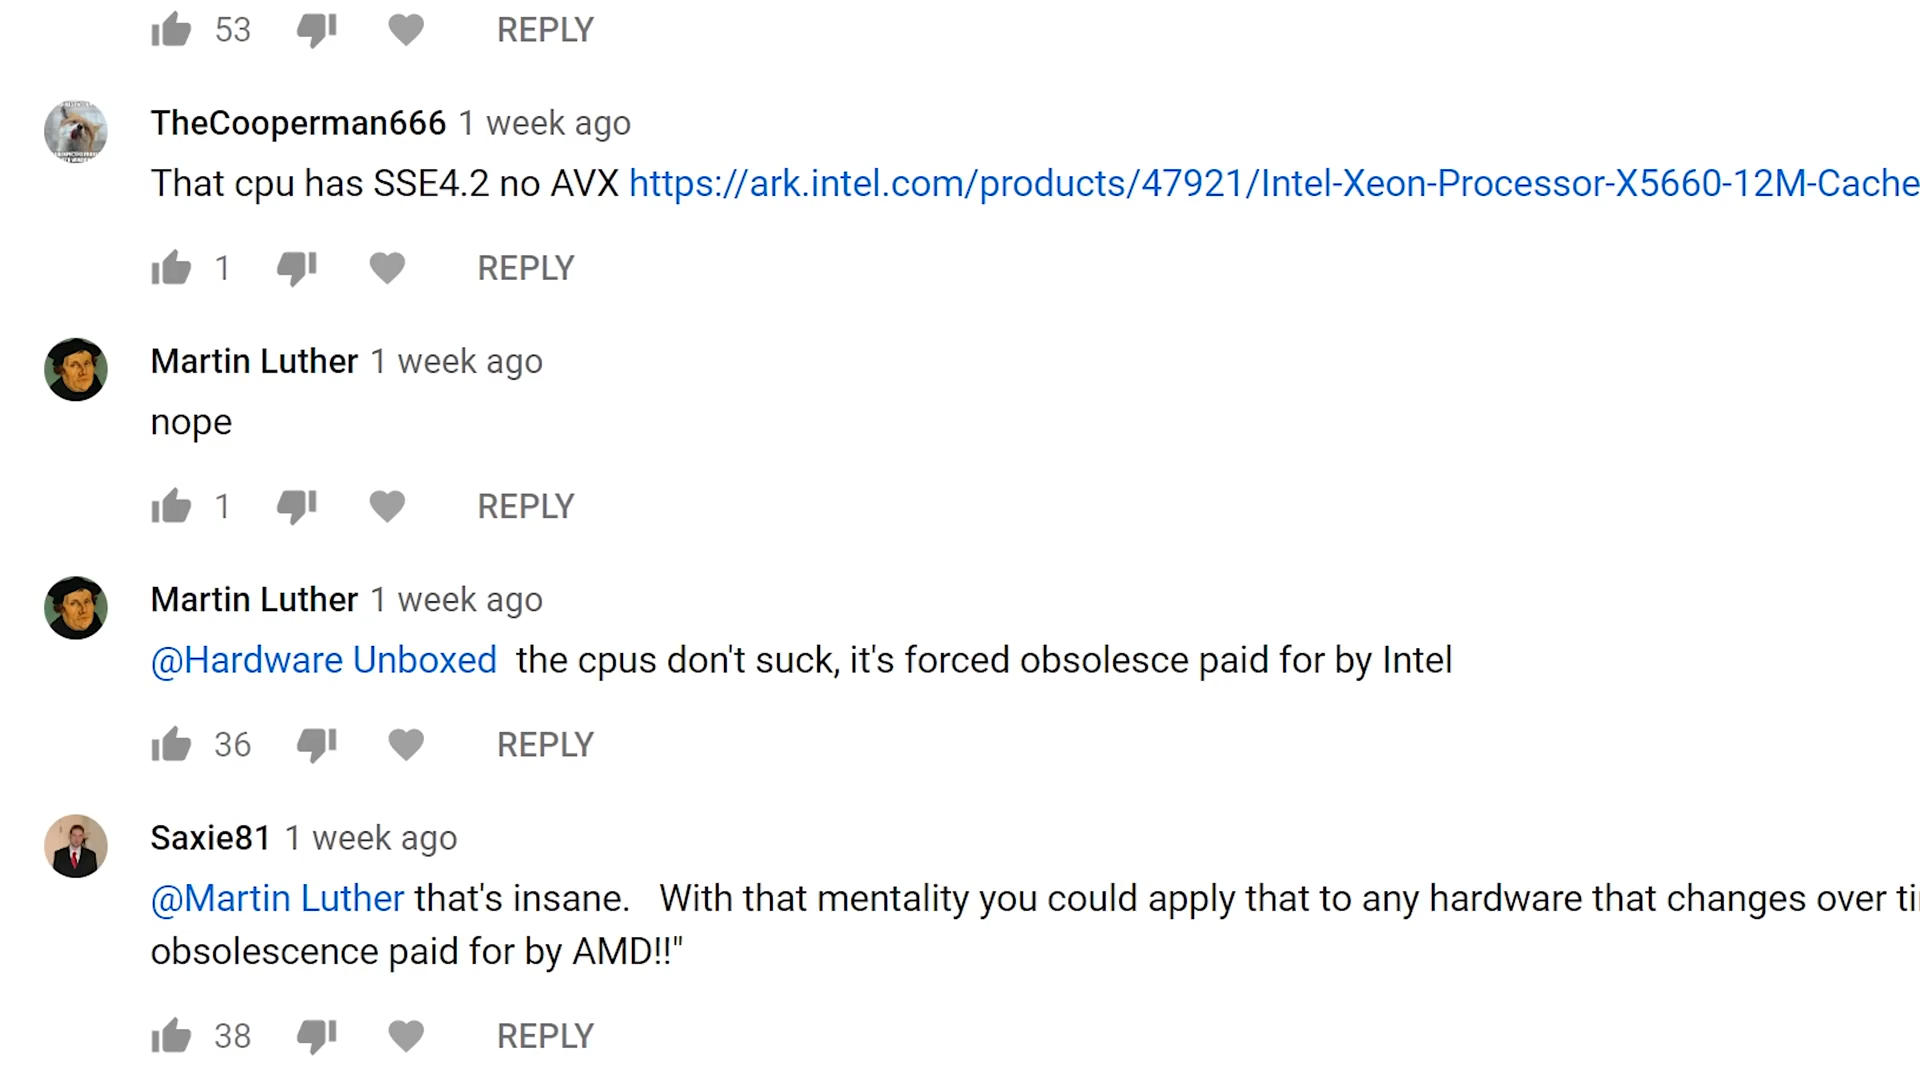 53 REPLY
TheCooperman666 1 week ago
That cpu has SSE4.2 no AVX https://ark.intel.com/products/47921/Intel-Xeon-Processor-X5660-12M-Cache
1 REPLY
Martin Luther 1 week ago
nope
1 REPLY
Martin Luther 1 week ago
@Hardware Unboxed the cpus don't suck, it's forced obsolesce paid for by Intel
36 REPLY
Saxie81 1 week ago
@Martin Luther that's insane. With that mentality you could apply that to any hardware that changes over
obsolescence paid for by AMD!!"
38 REPLY